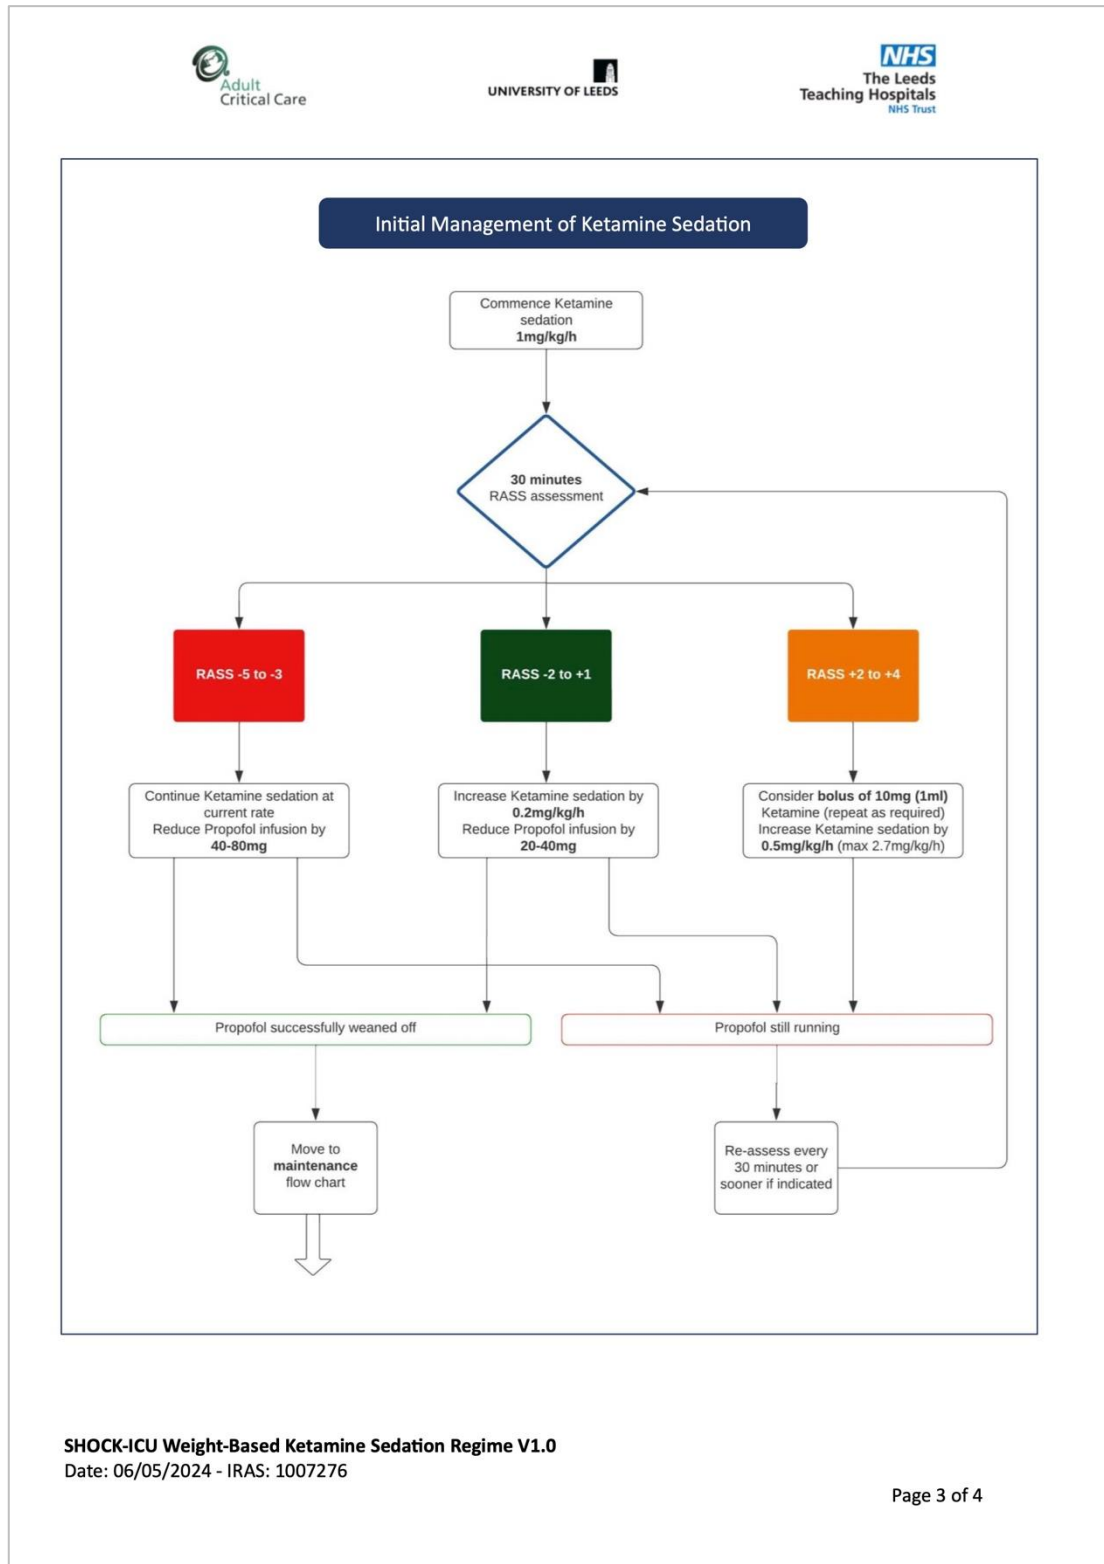 Adult
Critical Care
UNIVERSITY OF LEEDS
NHS
The Leeds
Teaching Hospitals
NHS Trust
Initial Management of Ketamine Sedation
Commence Ketamine
sedation
1mg/kg/h
30 minutes
RASS assessment
RASS -5 to -3
RASS -2 to +1
RASS +2 to +4
Continue Ketamine sedation at
current rate
Reduce Propofol infusion by
40-80mg
Increase Ketamine sedation by
0.2mg/kg/h
Reduce Propofol infusion by
20-40mg
Consider bolus of 10mg (1ml)
Ketamine (repeat as required)
Increase Ketamine sedation by
0.5mg/kg/h (max 2.7mg/kg/h)
Propofol successfully weaned off
Propofol still running
Move to
maintenance
flow chart
Re-assess every
30 minutes or
sooner if indicated
SHOCK-ICU Weight-Based Ketamine Sedation Regime V1.0
Date: 06/05/2024 - IRAS: 1007276
Page 3 of 4